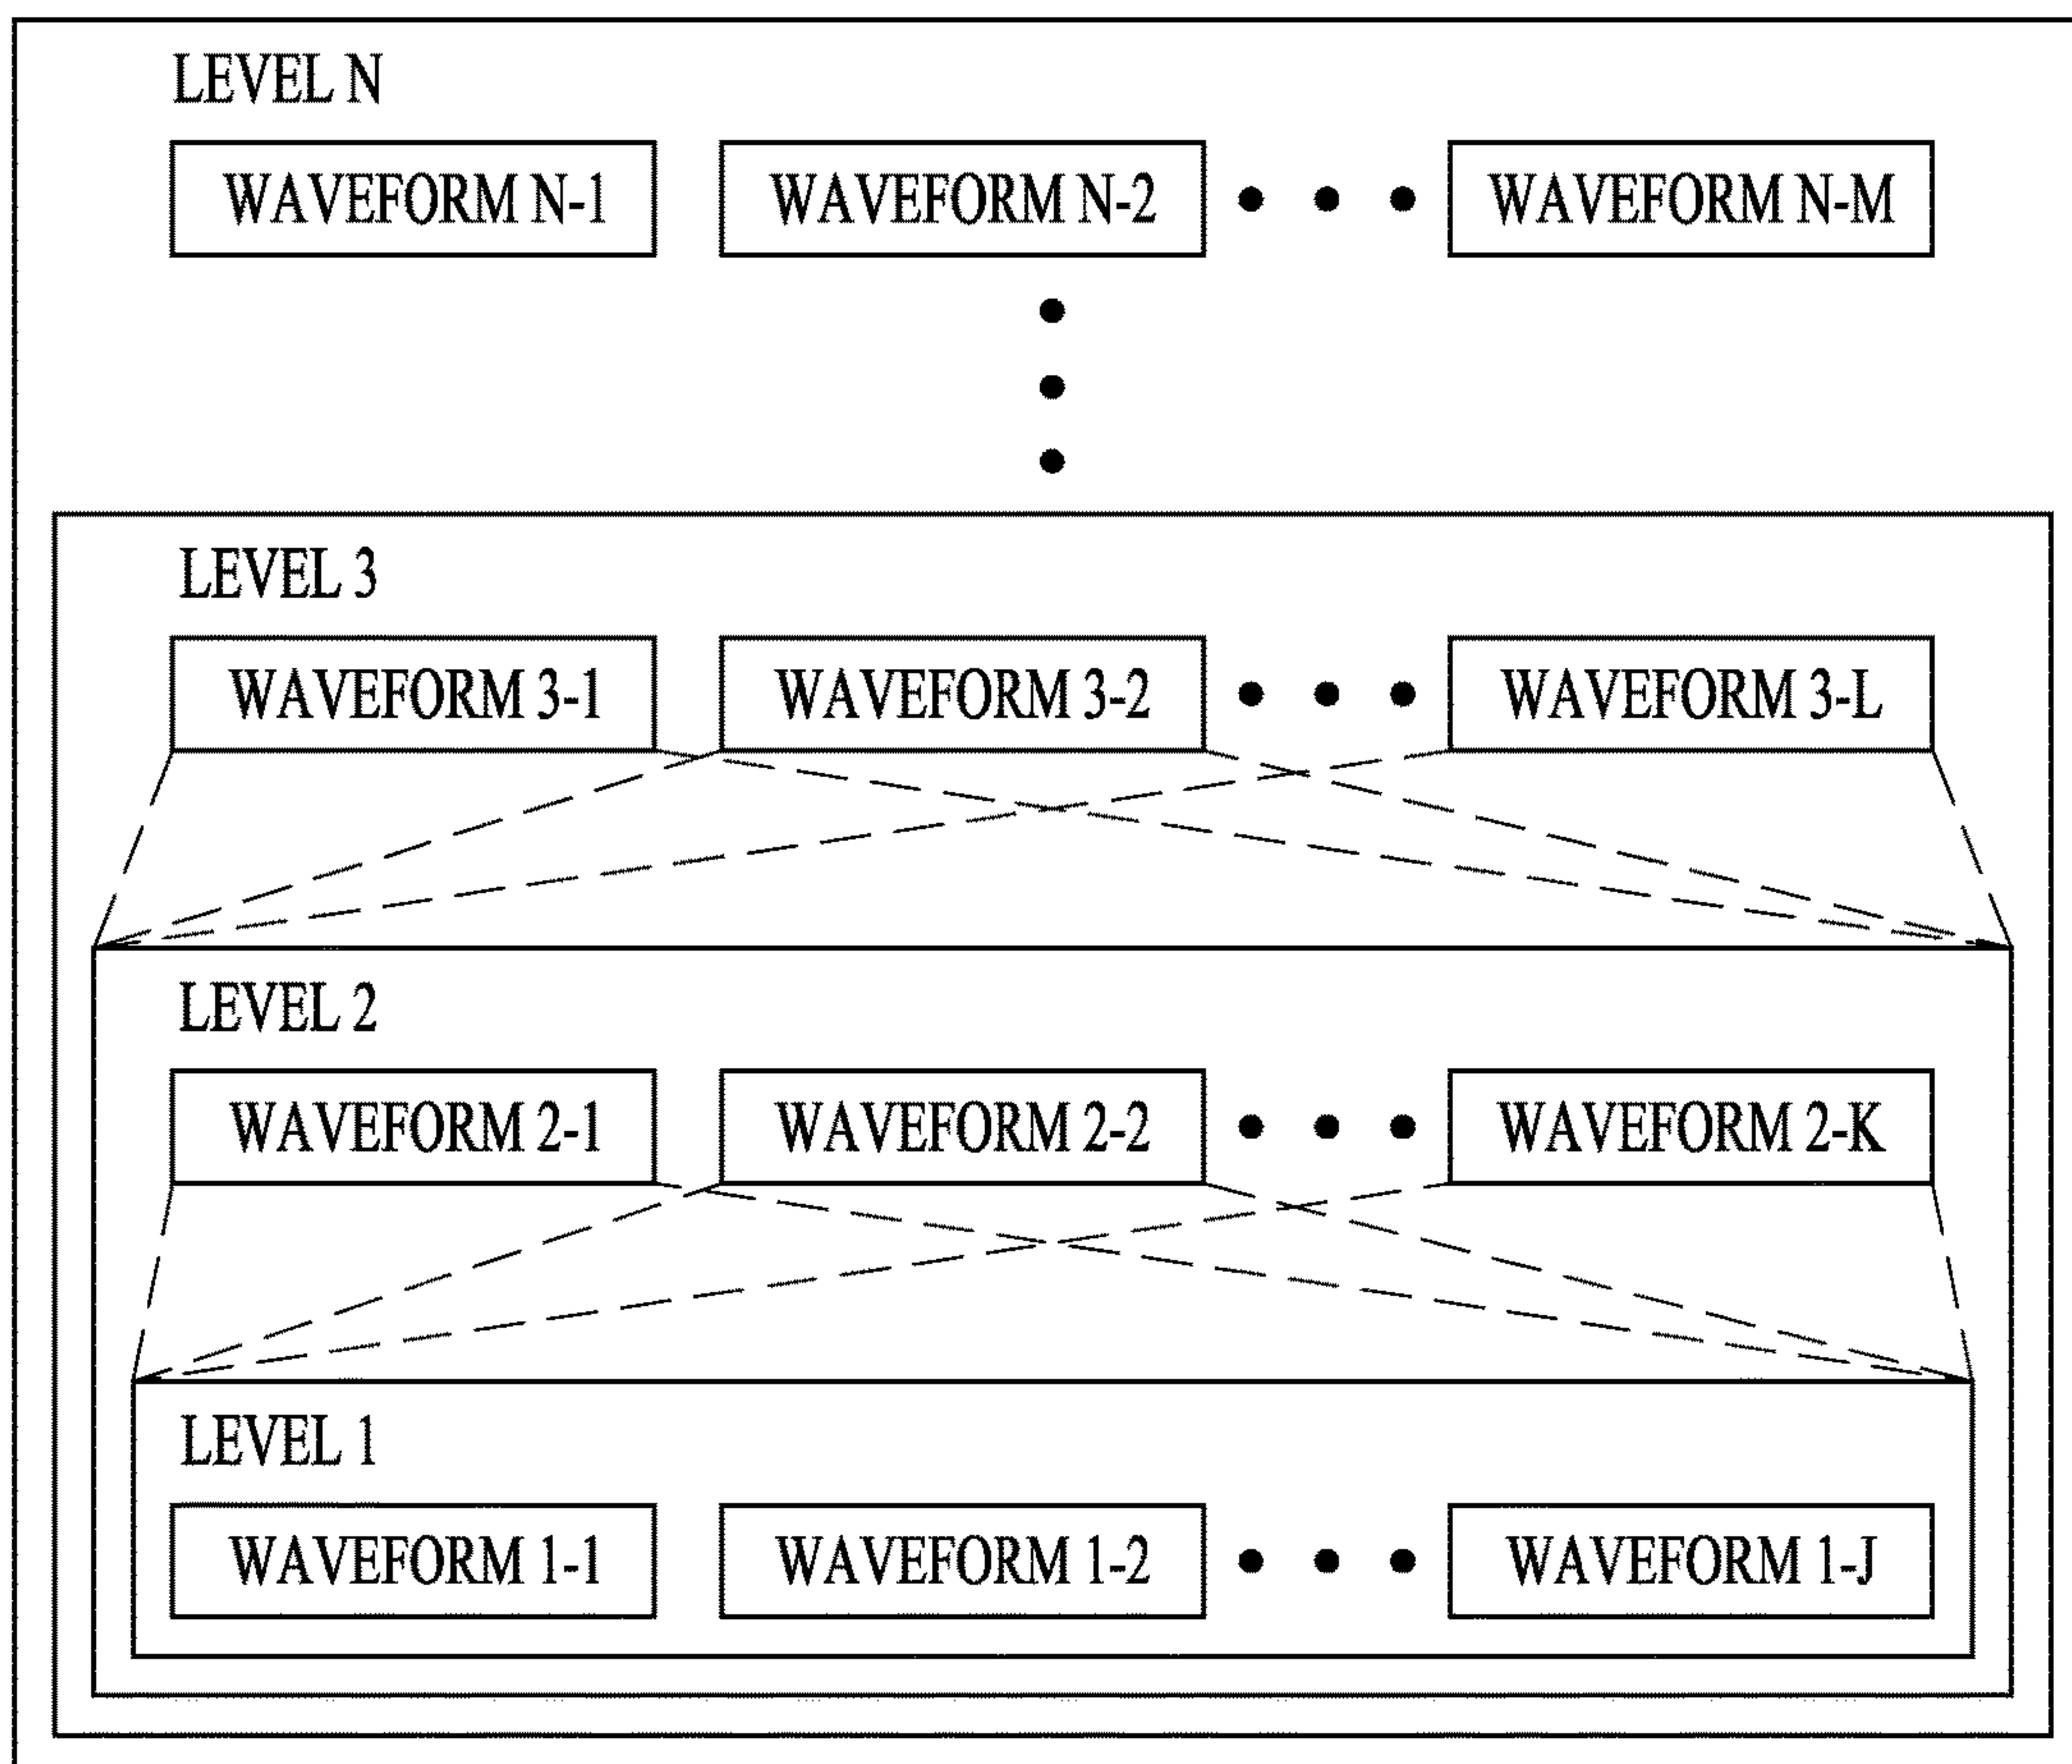 LEVEL N
WAVEFORM N-1 WAVEFORM N-2 WAVEFORM N-M
LEVEL 3
WAVEFORM 3-1 WAVEFORM 3-2 WAVEFORM 3-L
LEVEL 2
WAVEFORM 2-1 WAVEFORM 2-2 WAVEFORM 2-K
LEVEL 1
WAVEFORM 1-1 WAVEFORM 1-2 WAVEFORM 1-J